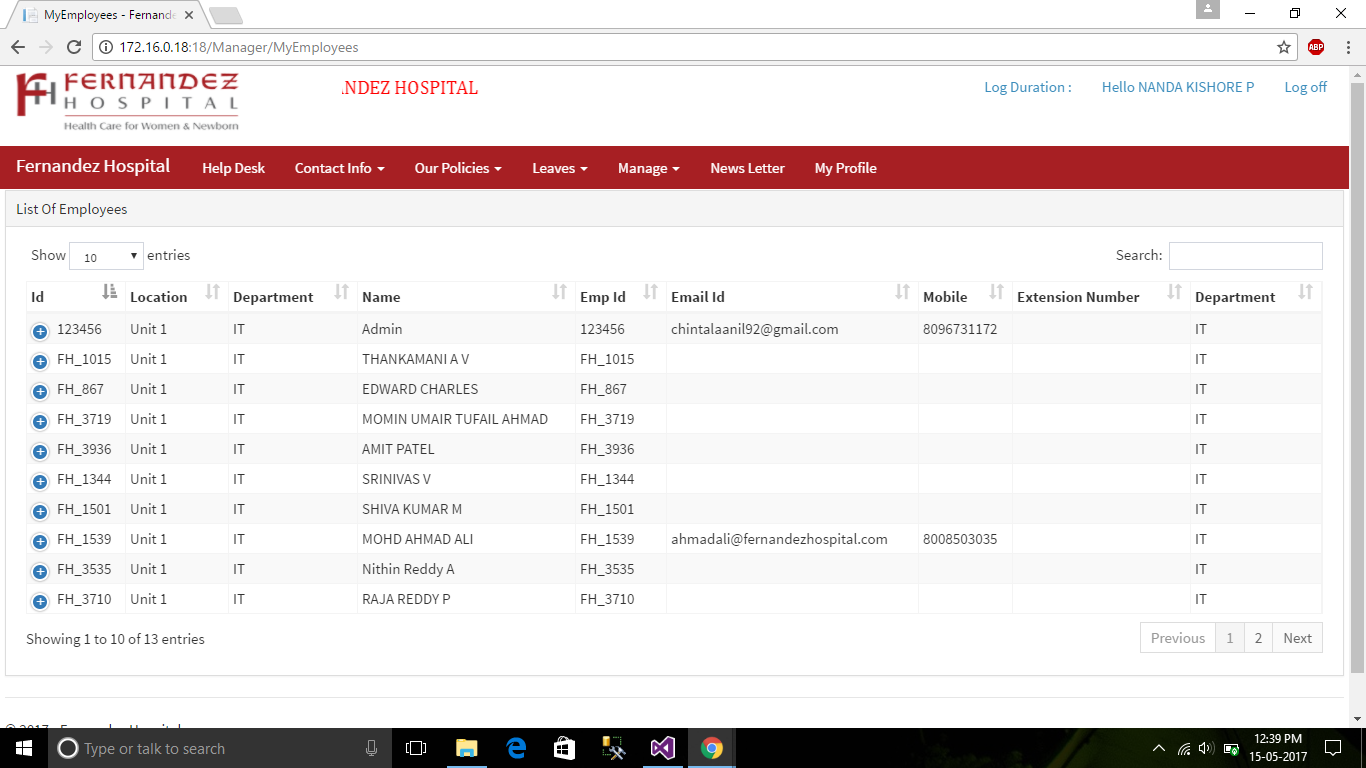 MyEmployees - Fernand
172.16.0.18:18/Manager/MyEmployees
ABP
FERNANDEZ
HOSPITAL
Health Care for Women & Newborn
NDEZ HOSPITAL
Log Duration : Hello NANDA KISHORE P Log off
Fernandez Hospital Help Desk Contact Info Our Policies Leaves Manage News Letter My Profile
List Of Employees
Show 10 entries Search:
Id Location Department Name Emp Id Email Id Mobile Extension Number Department
123456 Unit 1 IT Admin 123456 chintalaanil92@gmail.com 8096731172 IT
FH_1015 Unit 1 IT THANKAMANI A V FH_1015 IT
FH_867 Unit 1 IT EDWARD CHARLES FH_867 IT
FH_3719 Unit 1 IT MOMIN UMAIR TUFAIL AHMAD FH_3719 IT
FH_3936 Unit 1 IT AMIT PATEL FH_3936 IT
FH_1344 Unit 1 IT SRINIVAS V FH_1344 IT
FH_1501 Unit 1 IT SHIVA KUMAR M FH_1501 IT
FH_1539 Unit 1 IT MOHD AHMAD ALI FH_1539 ahmadali@fernandezhospital.com 8008503035 IT
FH_3535 Unit 1 IT Nithin Reddy A FH_3535 IT
FH_3710 Unit 1 IT RAJA REDDY P FH_3710 IT
Showing 1 to 10 of 13 entries Previous 1 2 Next
Type or talk to search
12:39 PM
15-05-2017